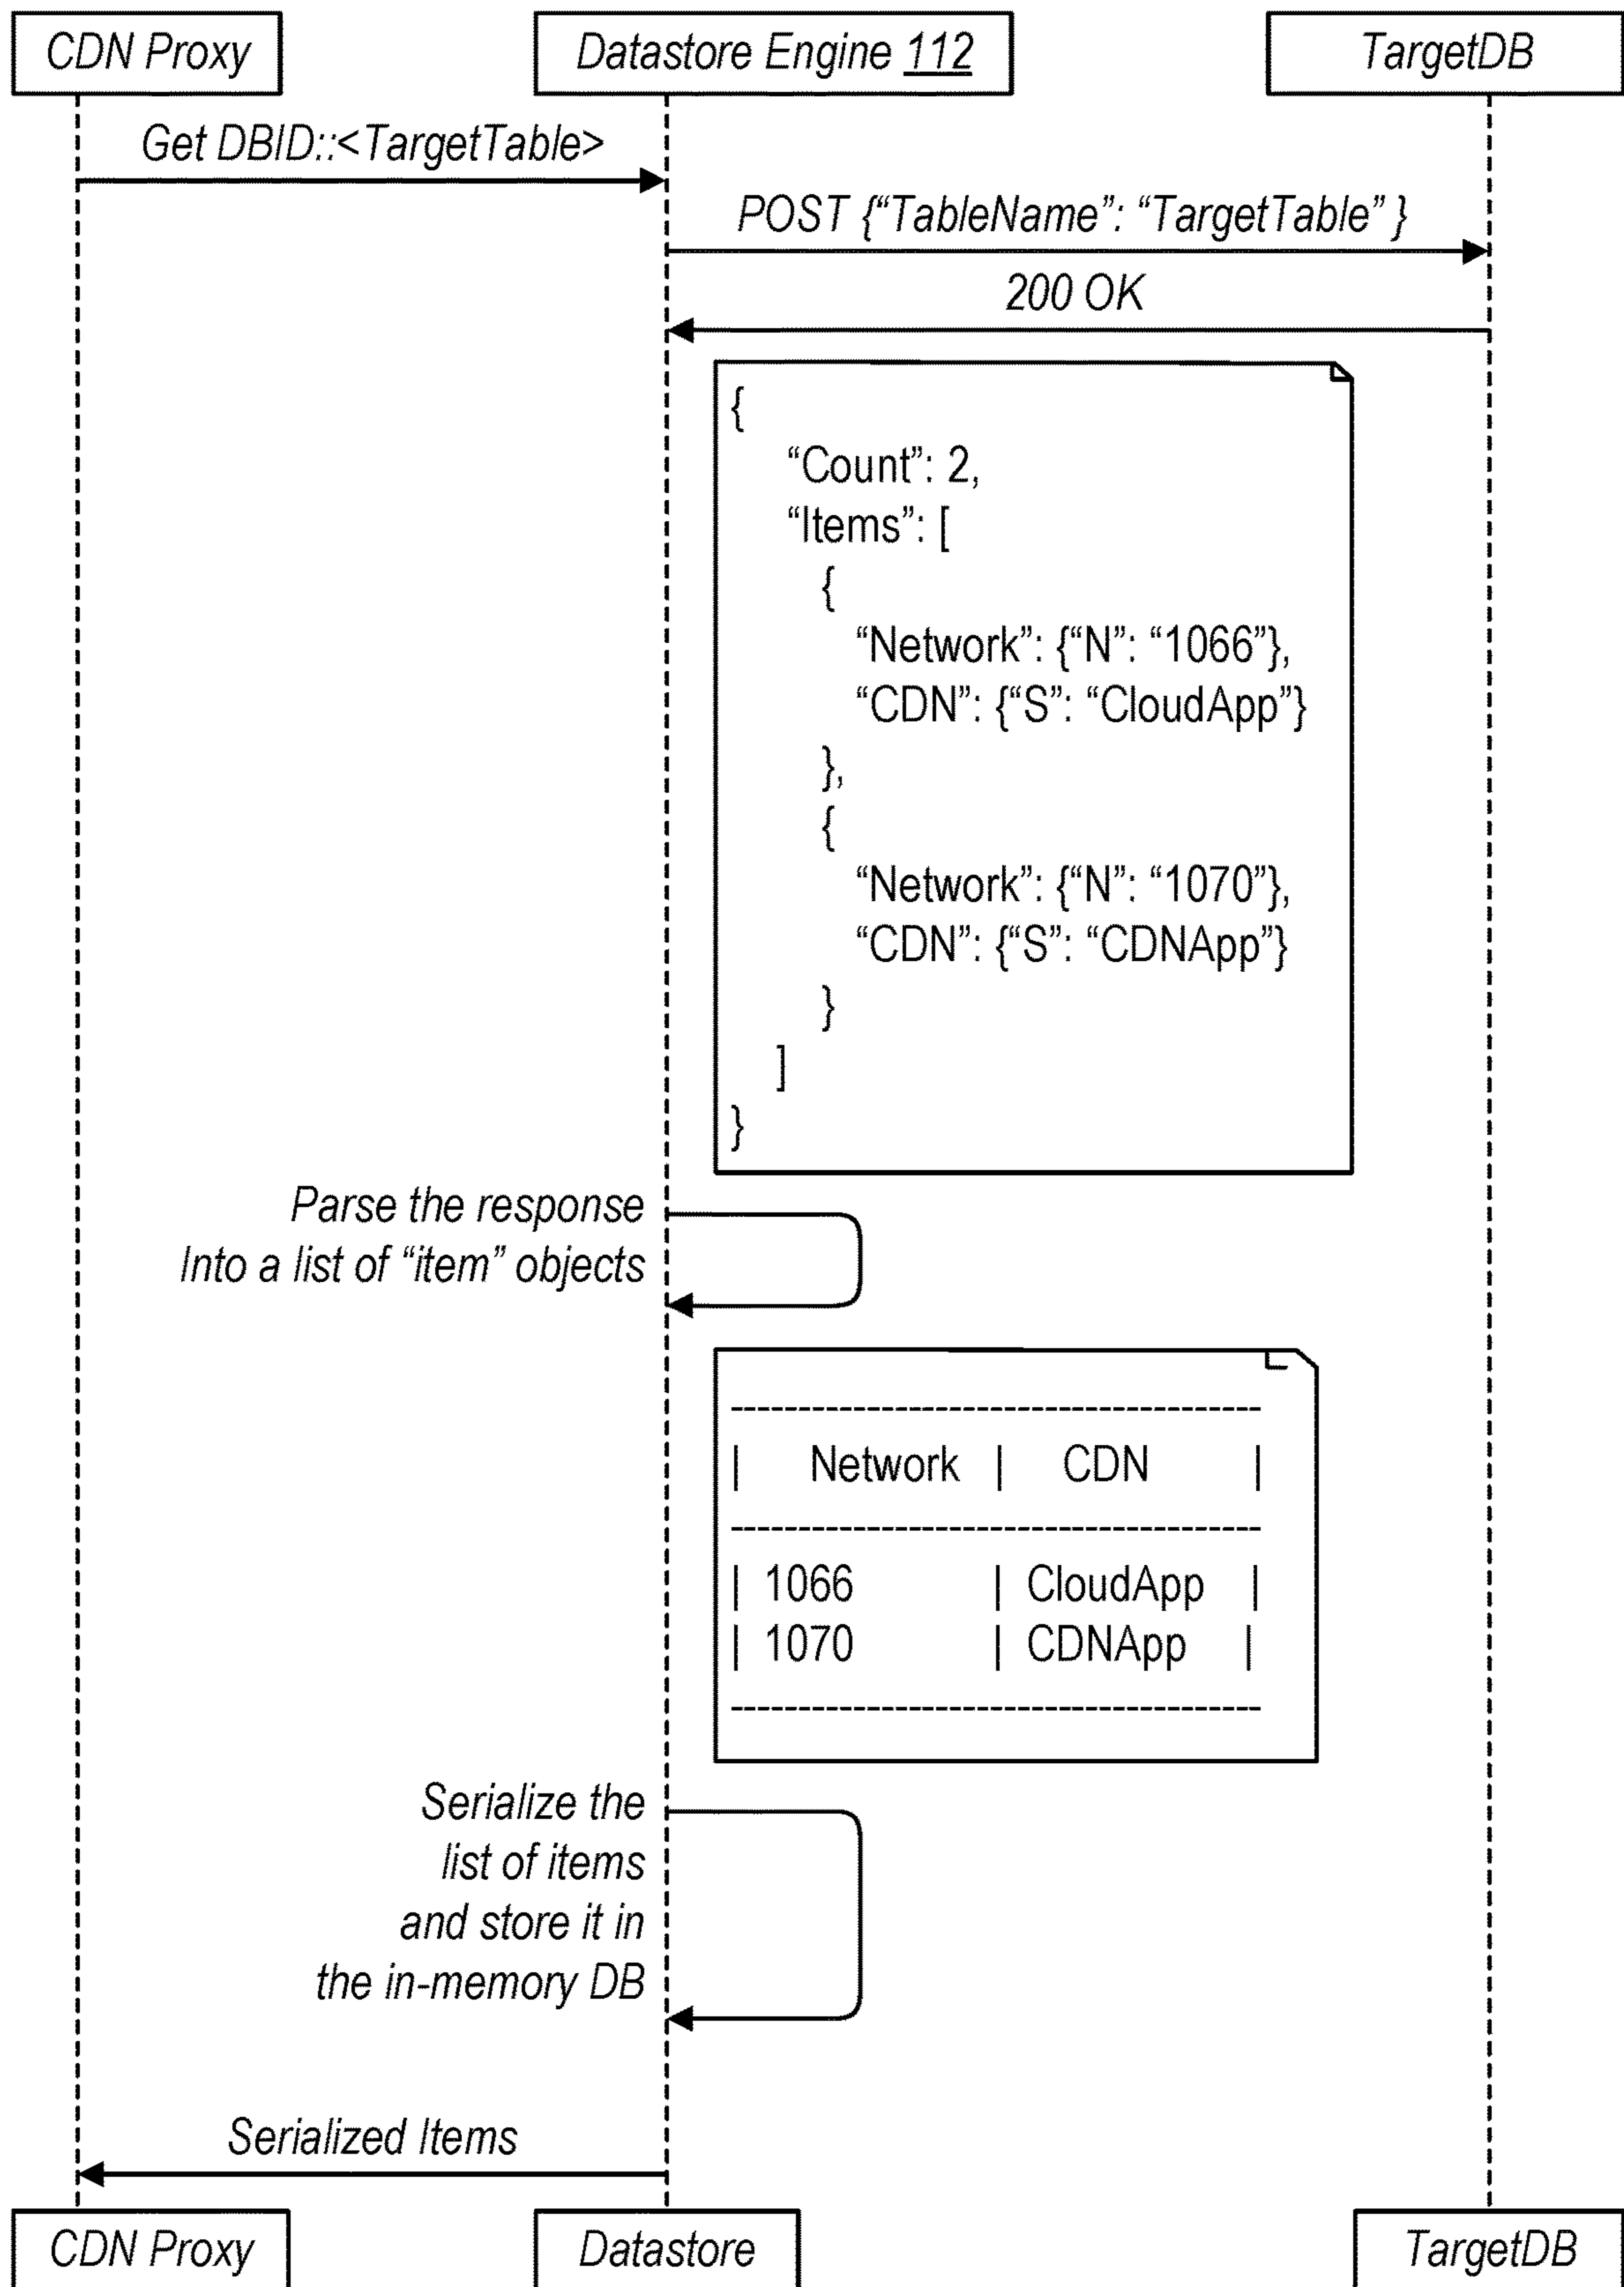 CDN Proxy
Datastore Engine 112
TargetDB
Get DBID::<TargetTable>
POST {“TableName”: “TargetTable” }
200 OK
{
“Count”: 2,
“Items”: [
{
“Network”: {“N”: “1066”},
“CDN”: {“S”: “CloudApp”}
},
{
“Network”: {“N”: “1070”},
“CDN”: {“S”: “CDNApp”}
}
]
}
Parse the response
Into a list of “item” objects
--------------------------------------
| Network | CDN |
--------------------------------------
| 1066 | CloudApp |
| 1070 | CDNApp |
--------------------------------------
Serialize the
list of items
and store it in
the in-memory DB
Serialized Items
CDN Proxy
Datastore
TargetDB